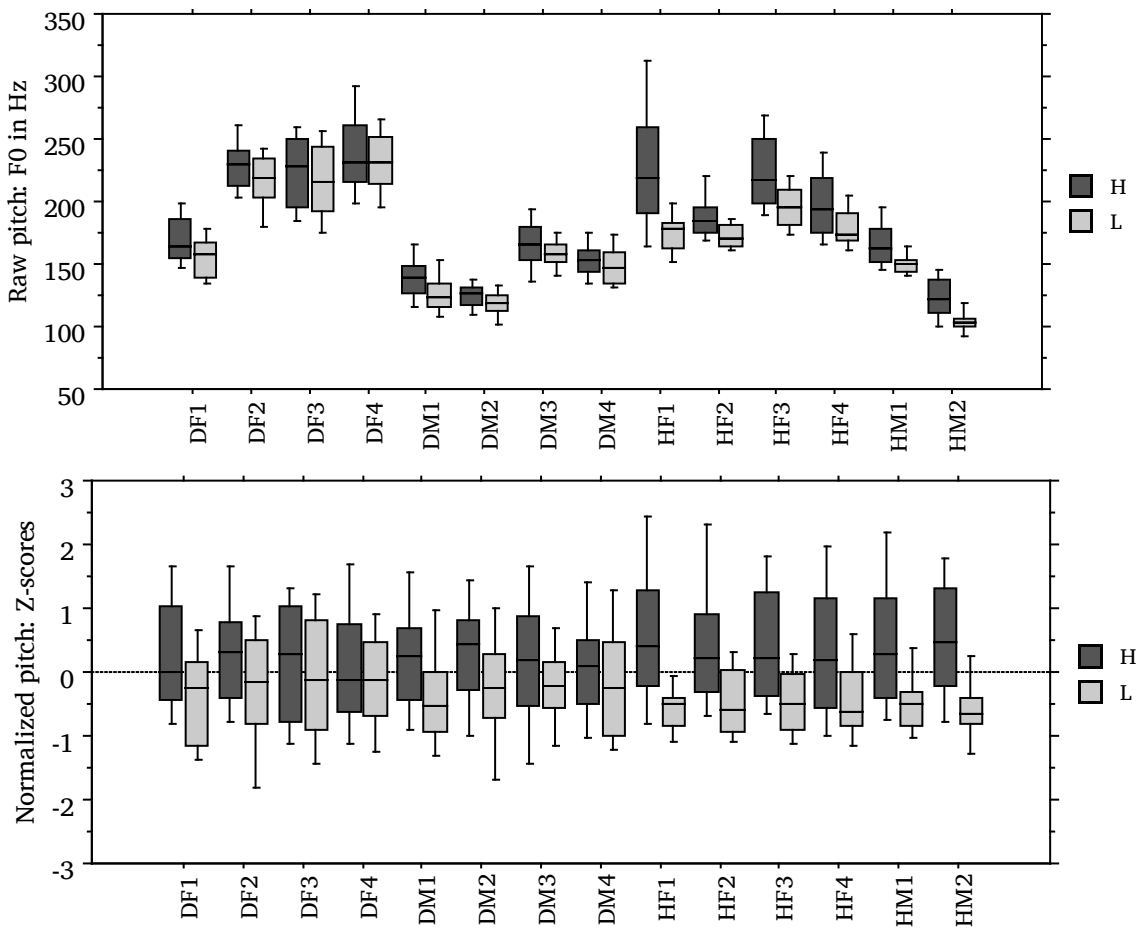 Raw pitch: F0 in Hz
350
300
250
200
150
100
50
DF1 DF2 DF3 DF4 DM1 DM2 DM3 DM4 HF1 HF2 HF3 HF4 HM1 HM2
H
L
Normalized pitch: Z-scores
3
2
1
0
-1
-2
-3
DF1 DF2 DF3 DF4 DM1 DM2 DM3 DM4 HF1 HF2 HF3 HF4 HM1 HM2
H
L